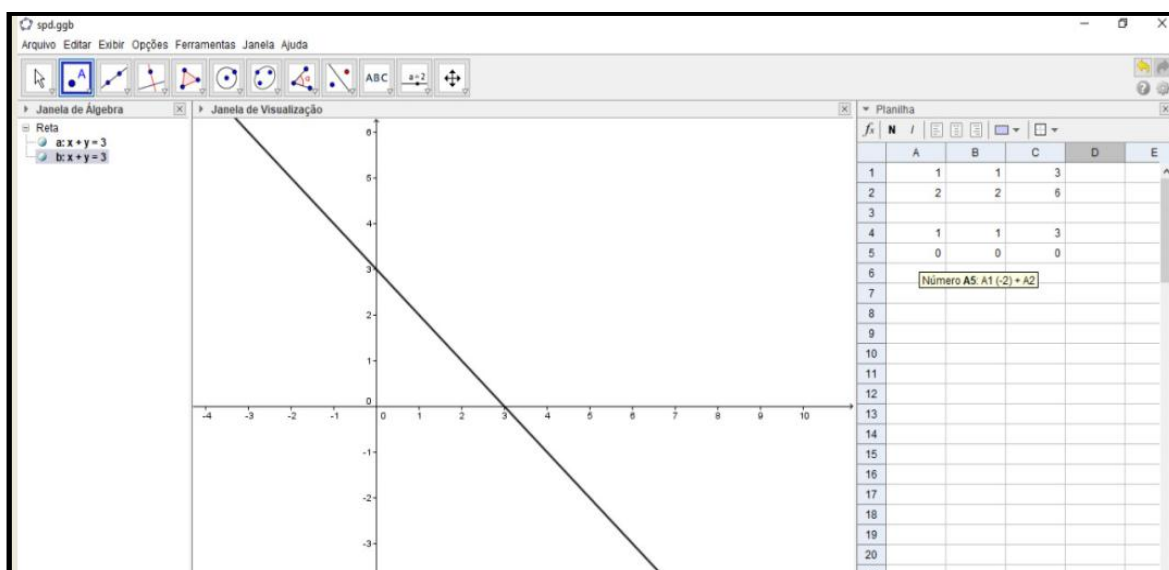 spd.ggb
Arquivo Editar Exibir Opções Ferramentas Janela Ajuda
A ABC a=2
Janela de Álgebra
Janela de Visualização
Planilha
Reta
a: x + y = 3
b: x + y = 3
fx N I
A B C D E
1 1 1 3
2 2 2 6
3
4 1 1 3
5 0 0 0
6
Número A5: A1 (-2) + A2
7
8
9
10
11
12
13
14
15
16
17
18
19
20
6
5
4
3
2
1
0
-4 -3 -2 -1 0 1 2 3 4 5 6 7 8 9 10
-1
-2
-3